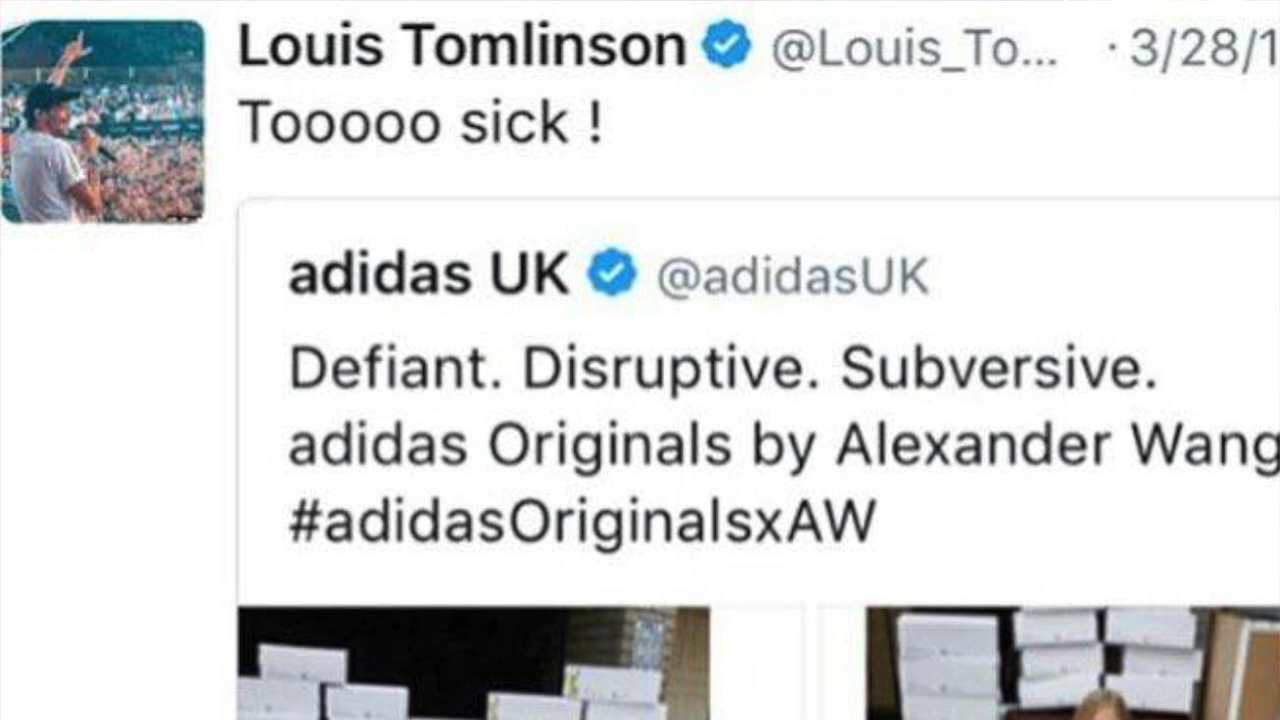 Louis Tomlinson @Louis_To... · 3/28/1
Tooooo sick !
adidas UK @adidasUK
Defiant. Disruptive. Subversive.
adidas Originals by Alexander Wang
#adidasOriginalsxAW